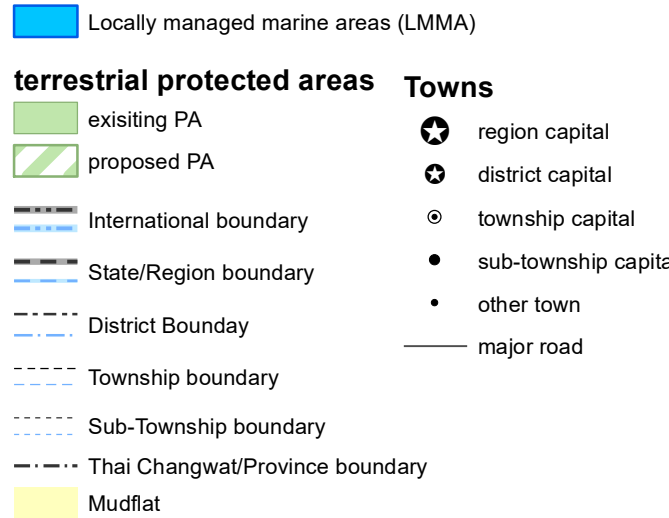 Locally managed marine areas (LMMA)
terrestrial protected areas
exisiting PA
proposed PA
International boundary
State/Region boundary
District Bounday
Township boundary
Sub-Township boundary
Thai Changwat/Province boundary
Mudflat
Towns
region capital
district capital
township capital
sub-township capita
other town
major road